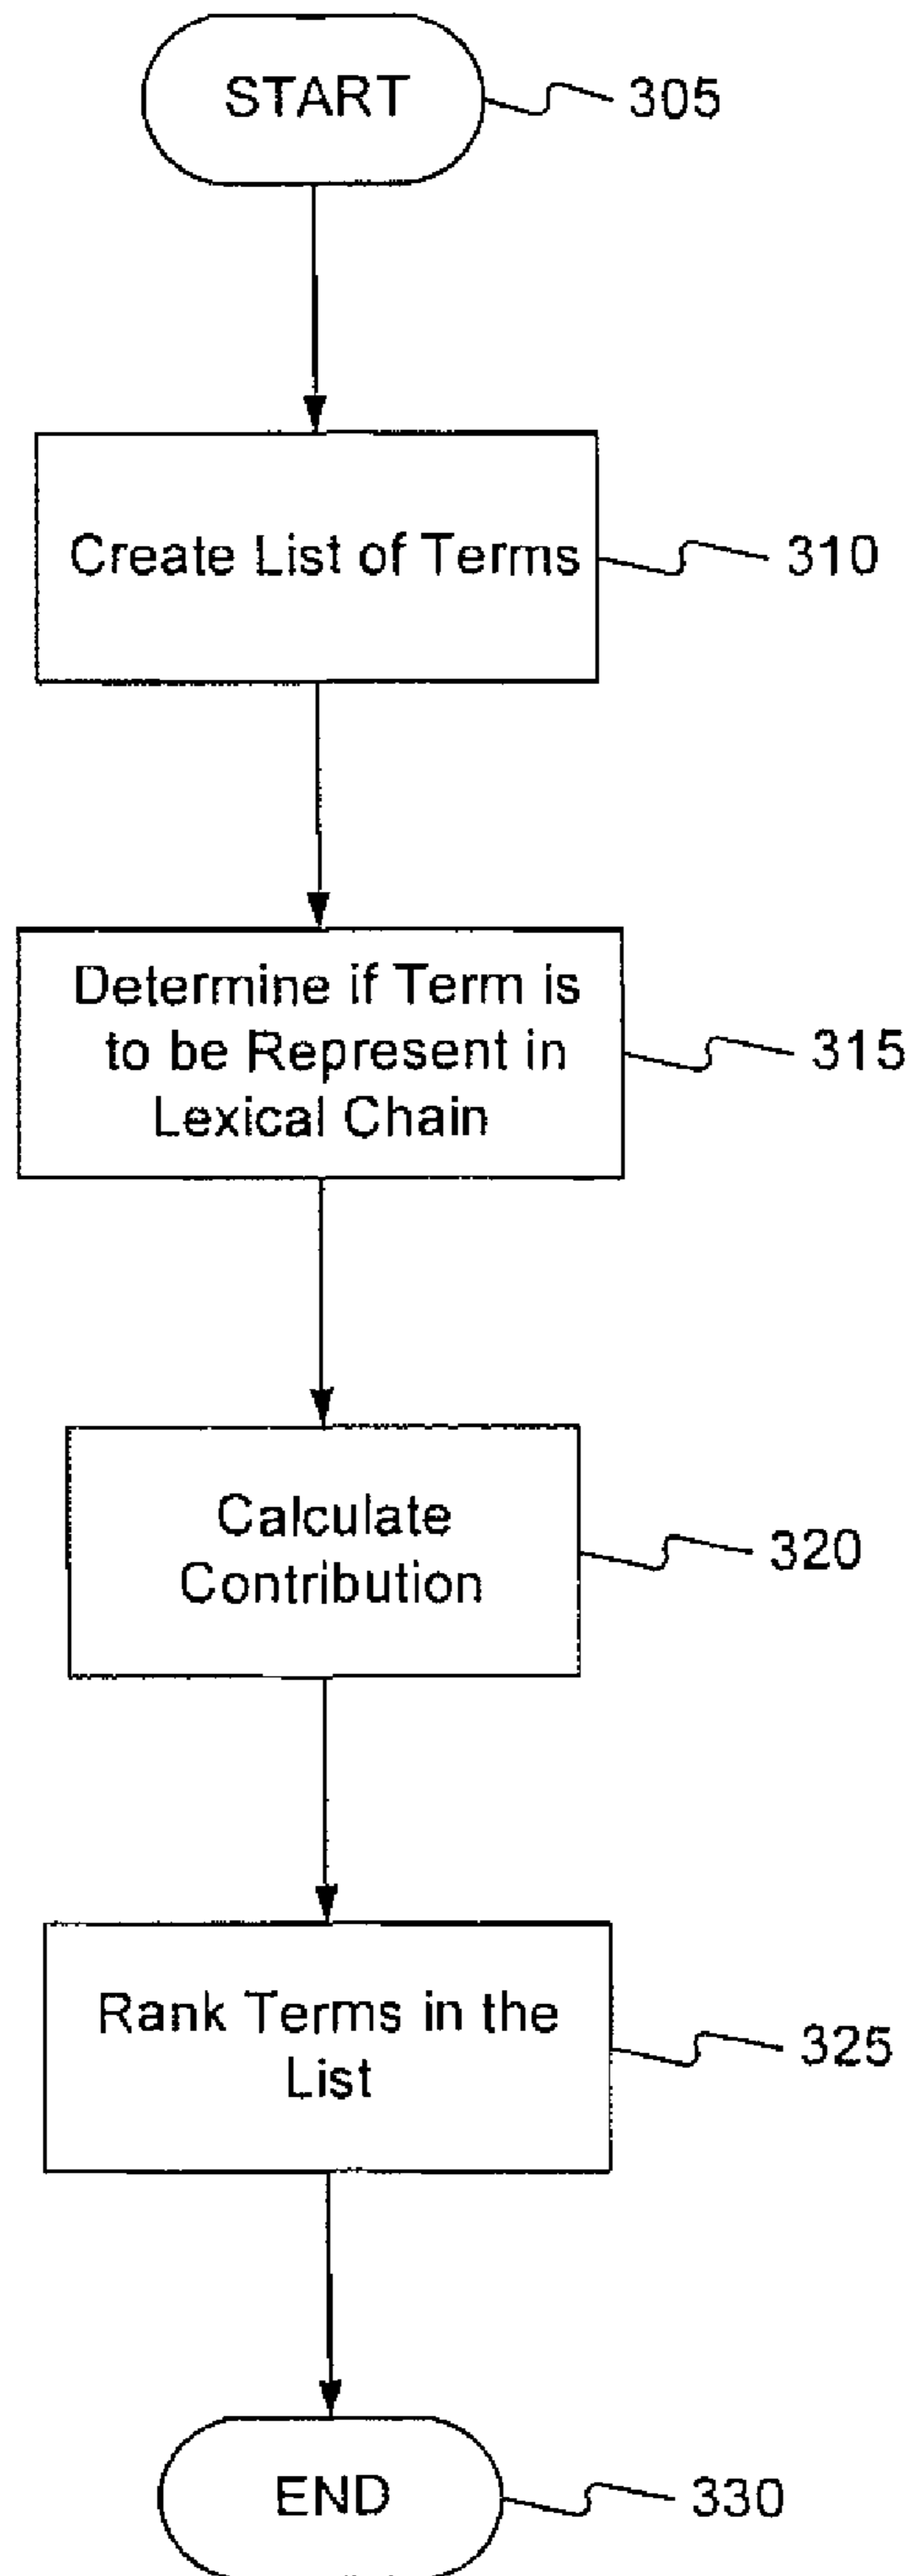 START
305
Create List of Terms
310
Determine if Term is
to be Represent in
Lexical Chain
315
Calculate
Contribution
320
Rank Terms in the
List
325
END
330